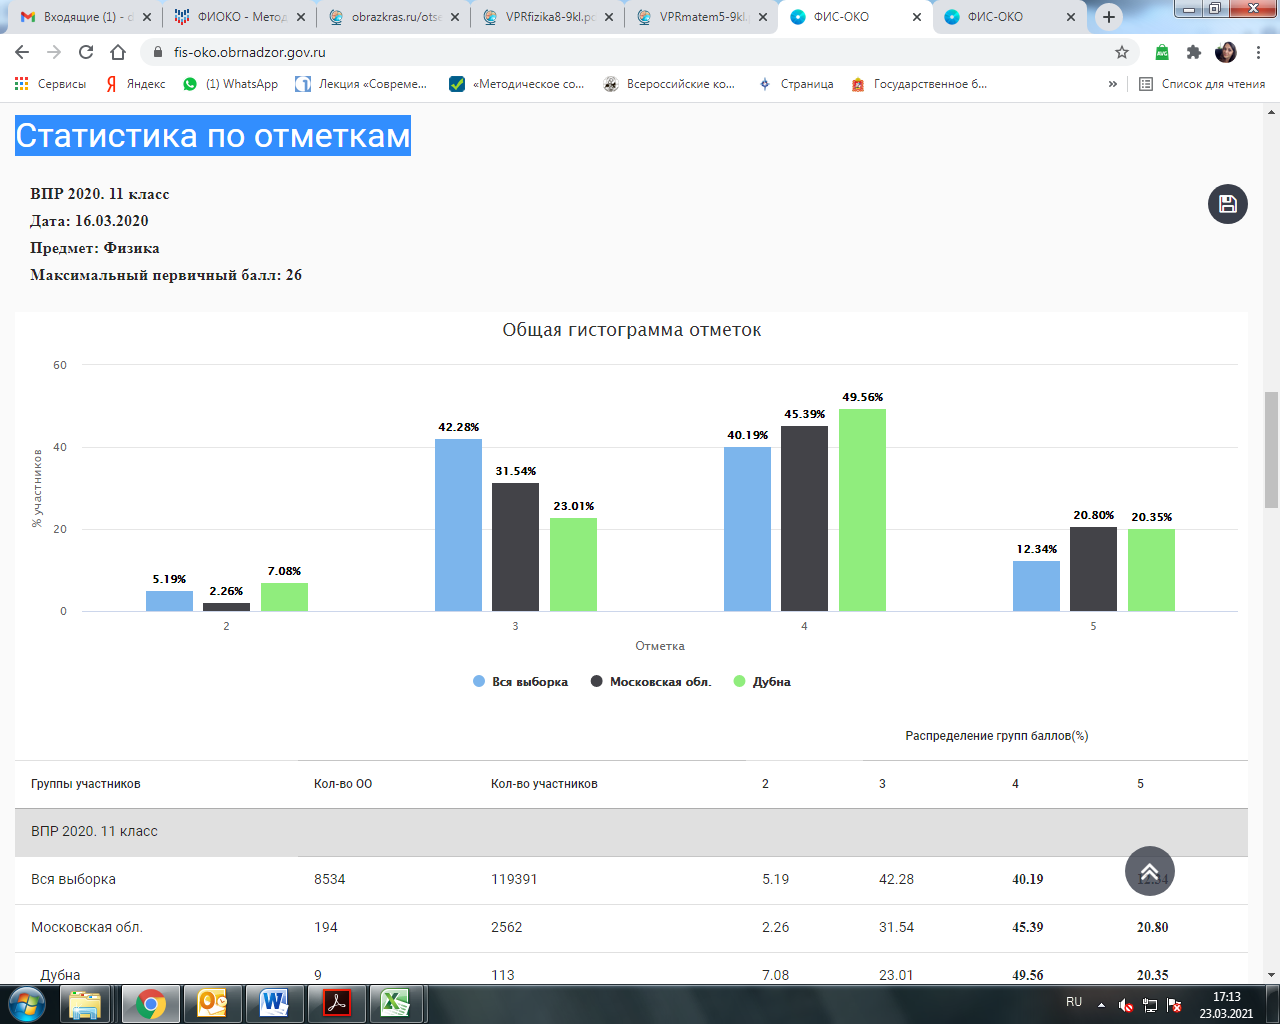 Входящие (1) - d
ФИОКО - Метод
obrazkras.ru/otse
VPRfizika8-9kl.pd
VPRmatem5-9kl.p
ФИС-ОКО
ФИС-ОКО
fis-oko.obrnadzor.gov.ru
Сервисы
Яндекс
(1) WhatsApp
Лекция «Совреме...
«Методическое со...
Всероссийские ко...
Страница
Государственное б...
»
Список для чтения
Статистика по отметкам
ВПР 2020. 11 класс
Дата: 16.03.2020
Предмет: Физика
Максимальный первичный балл: 26
Общая гистограмма отметок
60
40
20
0
% участников
5.19%
2.26%
7.08%
42.28%
31.54%
23.01%
40.19%
45.39%
49.56%
12.34%
20.80%
20.35%
2 3 4 5
Отметка
Вся выборка Московская обл. Дубна
Распределение групп баллов(%)
Группы участников Кол-во ОО Кол-во участников 2 3 4 5
ВПР 2020. 11 класс
Вся выборка 8534 119391 5.19 42.28 40.19 12.34
Московская обл. 194 2562 2.26 31.54 45.39 20.80
Дубна 9 113 7.08 23.01 49.56 20.35
RU
17:13
23.03.2021